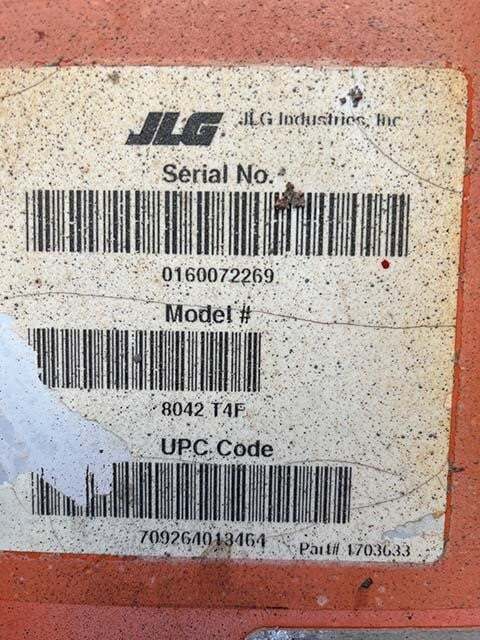 JLG JLG Industries, Inc
Serial No.
0160072269
Model #
8042 T4F
UPC Code
709264013464
Part# 1703633